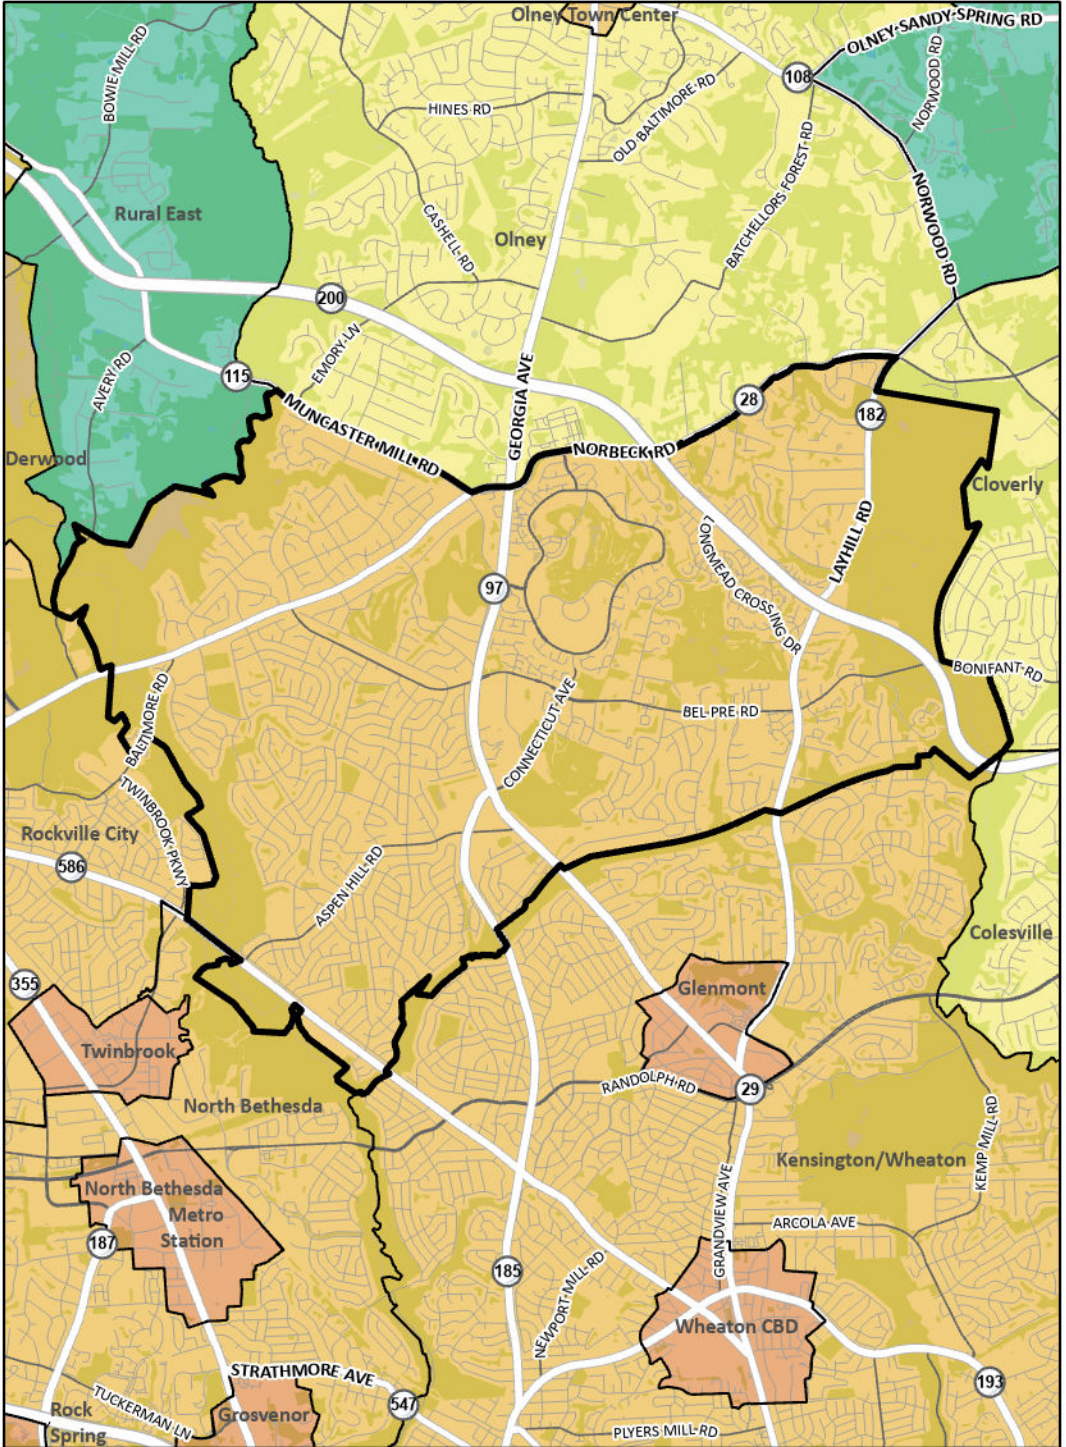 Olney Town Center
OLNEY-SANDY SPRING RD
BOWIE MILL RD
NORWOOD RD
108
HINES RD
OLD BALTIMORE RD
BATCHELLORS FOREST RD
NORWOOD RD
Rural East
CASHELL RD
Olney
200
EMORY LN
AVERY RD
115
GEORGIA AVE
28
MUNCASTER MILL RD
182
NORBECK RD
Derwood
Cloverly
LAYHILL RD
LONGMEAD CROSSING DR
97
BONIFANT RD
BALTIMORE RD
CONNECTICUT AVE
BEL PRE RD
TWINBROOK PKWY
Rockville City
586
ASPEN HILL RD
Colesville
355
Glenmont
Twinbrook
RANDOLPH RD
29
North Bethesda
KEMP MILL RD
Kensington/Wheaton
North Bethesda
Metro
Station
GRANDVIEW AVE
ARCOLA AVE
187
185
NEWPORT MILL RD
Wheaton CBD
STRATHMORE AVE
193
TUCKERMAN LN
547
Rock
Spring
Grosvenor
PLYERS MILL RD